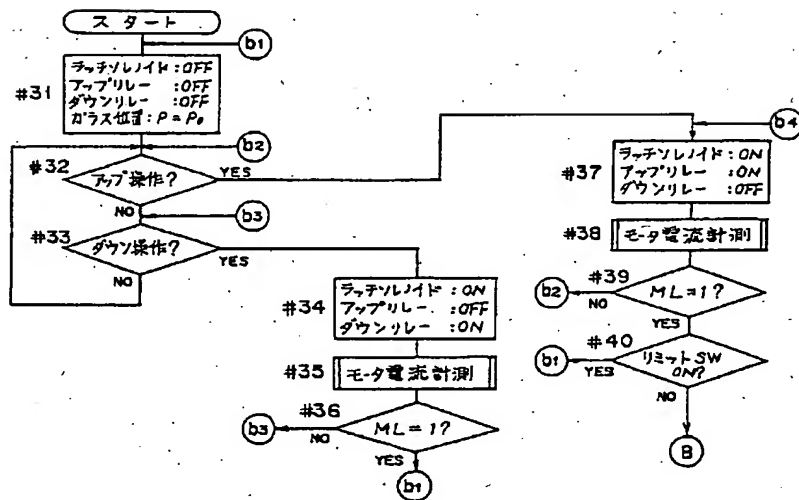 スタート
b1
#31
ラッチソレノイド:OFF
アップリレー :OFF
ダウンリレー :OFF
ガラス位置:P=P₀
b2
#32
アップ操作?
YES
NO
b3
#33
ダウン操作?
YES
NO
#34
ラッチソレノイド:ON
アップリレー :OFF
ダウンリレー :ON
#35
モータ電流計測
#36
ML=1?
b3
NO
YES
b1
b4
#37
ラッチソレノイド:ON
アップリレー :ON
ダウンリレー :OFF
#38
モータ電流計測
#39
ML=1?
b2
NO
YES
#40
リミットSW
ON?
b1
YES
NO
B